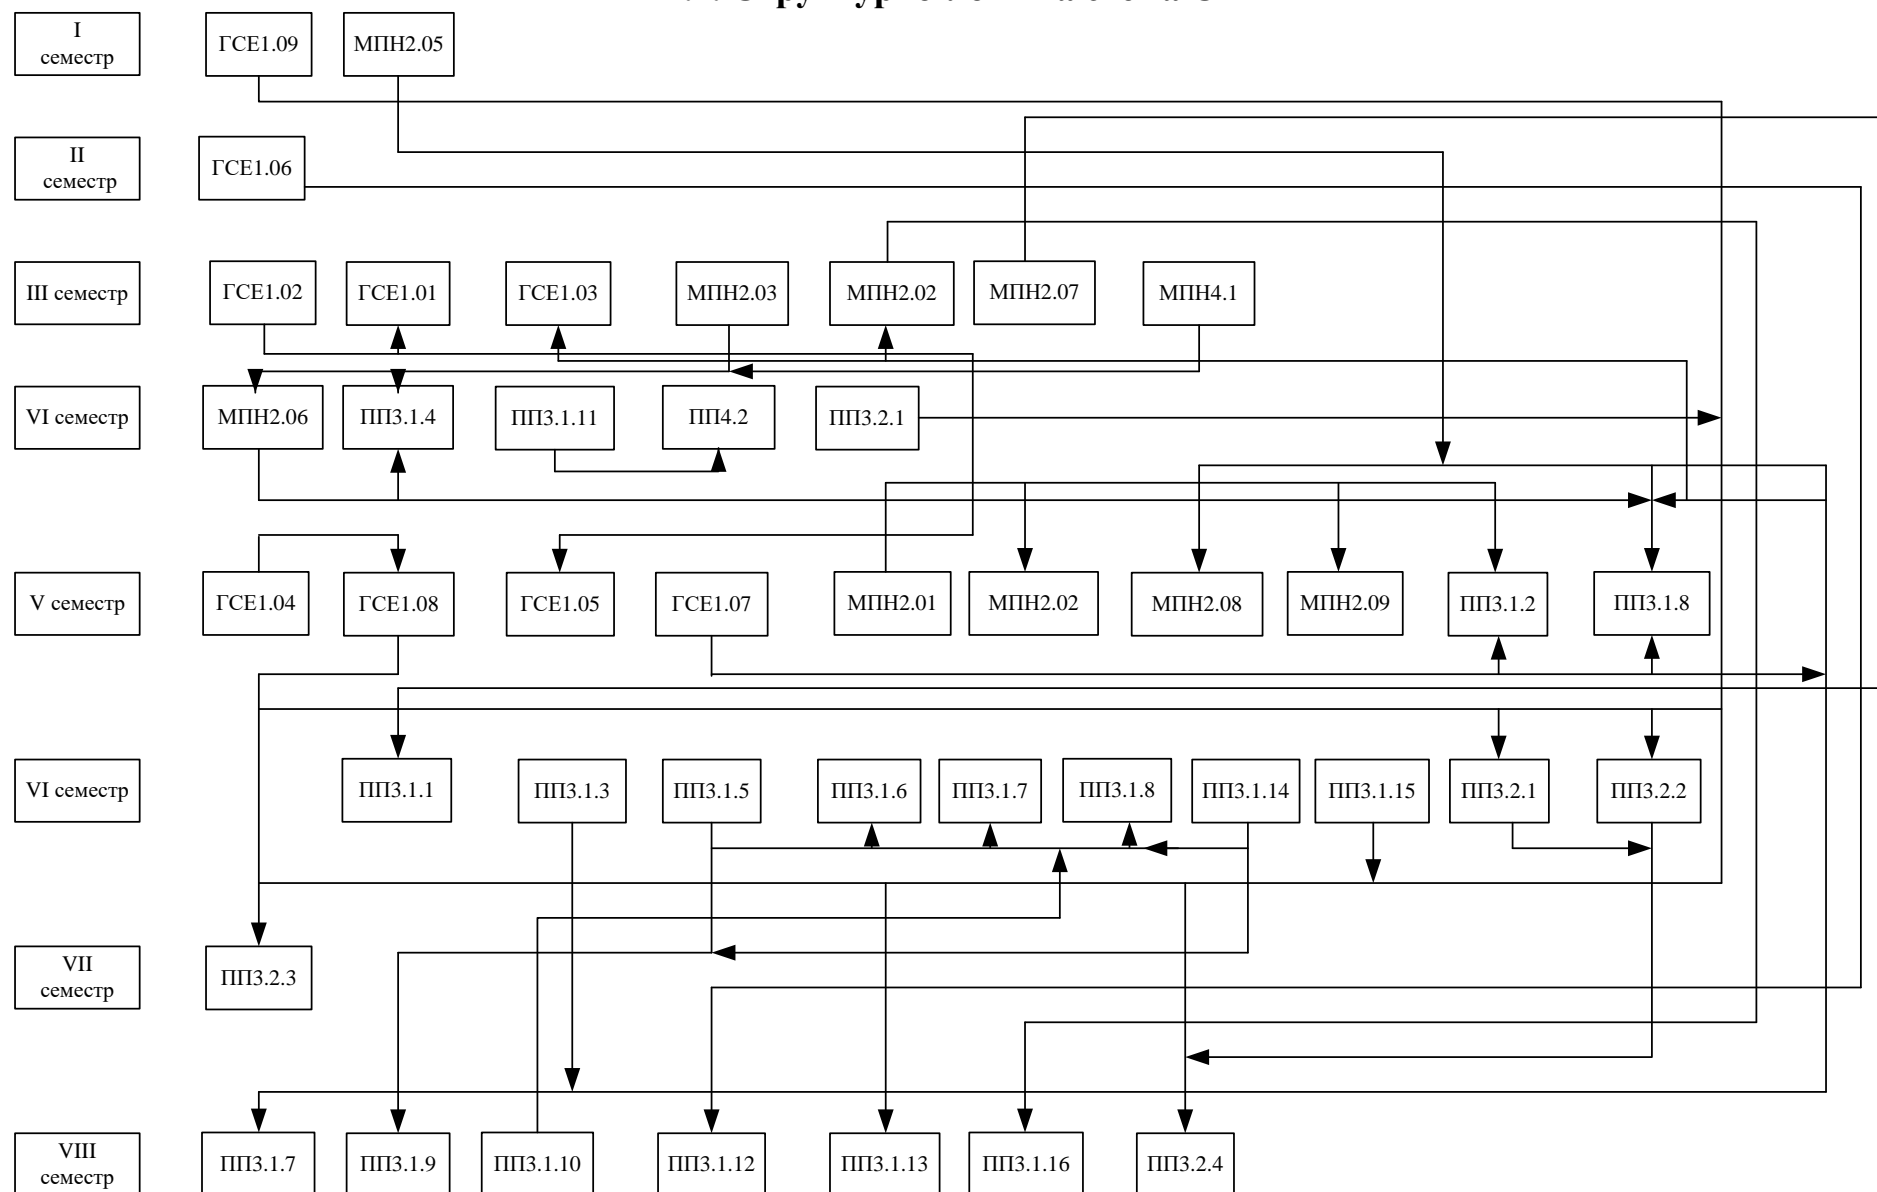 I
семестр
ГСЕ1.09
МПН2.05
II
семестр
ГСЕ1.06
III семестр
ГСЕ1.02
ГСЕ1.01
ГСЕ1.03
МПН2.03
МПН2.02
МПН2.07
МПН4.1
VI семестр
МПН2.06
ПП3.1.4
ПП3.1.11
ПП4.2
ПП3.2.1
V семестр
ГСЕ1.04
ГСЕ1.08
ГСЕ1.05
ГСЕ1.07
МПН2.01
МПН2.02
МПН2.08
МПН2.09
ПП3.1.2
ПП3.1.8
VI семестр
ПП3.1.1
ПП3.1.3
ПП3.1.5
ПП3.1.6
ПП3.1.7
ПП3.1.8
ПП3.1.14
ПП3.1.15
ПП3.2.1
ПП3.2.2
VII
семестр
ПП3.2.3
VIII
семестр
ПП3.1.7
ПП3.1.9
ПП3.1.10
ПП3.1.12
ПП3.1.13
ПП3.1.16
ПП3.2.4